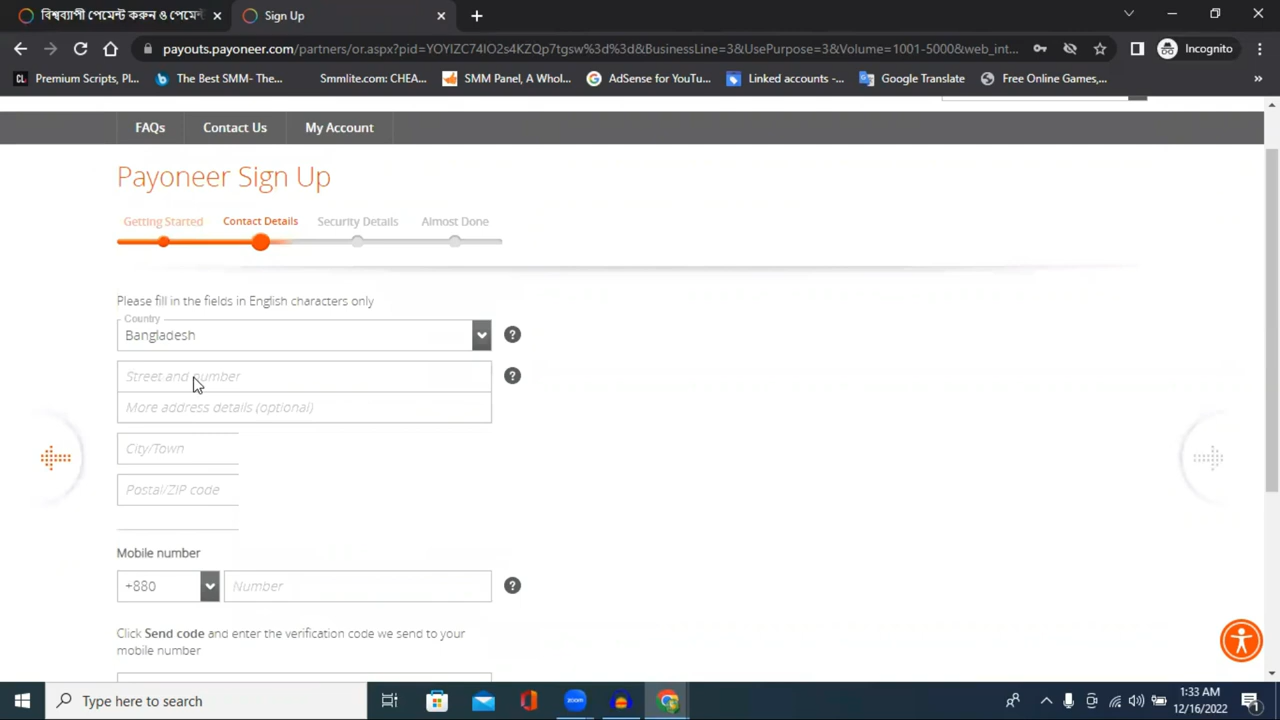 বিশ্বব্যাপী পেমেন্ট করুন ও পেমেন্ট
Sign Up
payouts.payoneer.com/partners/or.aspx?pid=YOYIZC74IO2s4KZQp7tgsw%3d%3d&BusinessLine=3&UsePurpose=3&Volume=1001-5000&web_int...
Incognito
Premium Scripts, Pl...
The Best SMM- The...
Smmlite.com: CHEA...
SMM Panel, A Whol...
AdSense for YouTu...
Linked accounts -...
Google Translate
Free Online Games,...
»
FAQs
Contact Us
My Account
Payoneer Sign Up
Getting Started
Contact Details
Security Details
Almost Done
Please fill in the fields in English characters only
Country
Bangladesh
?
Street and number
?
More address details (optional)
City/Town
Postal/ZIP code
Mobile number
+880
Number
?
Click Send code and enter the verification code we send to your
mobile number
Type here to search
zoom
1:33 AM
12/16/2022
1